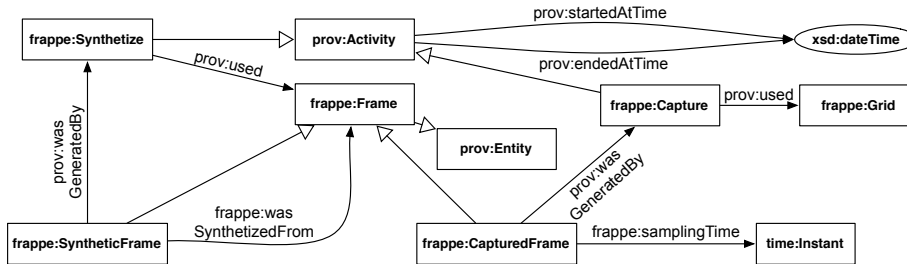 prov:startedAtTime
frappe:Synthetize
prov:Activity
xsd:dateTime
prov:used
prov:endedAtTime
frappe:Frame
frappe:Capture
prov:used
frappe:Grid
prov:was
GeneratedBy
prov:Entity
prov:was
GeneratedBy
frappe:was
SynthetizedFrom
frappe:SyntheticFrame
frappe:CapturedFrame
frappe:samplingTime
time:Instant